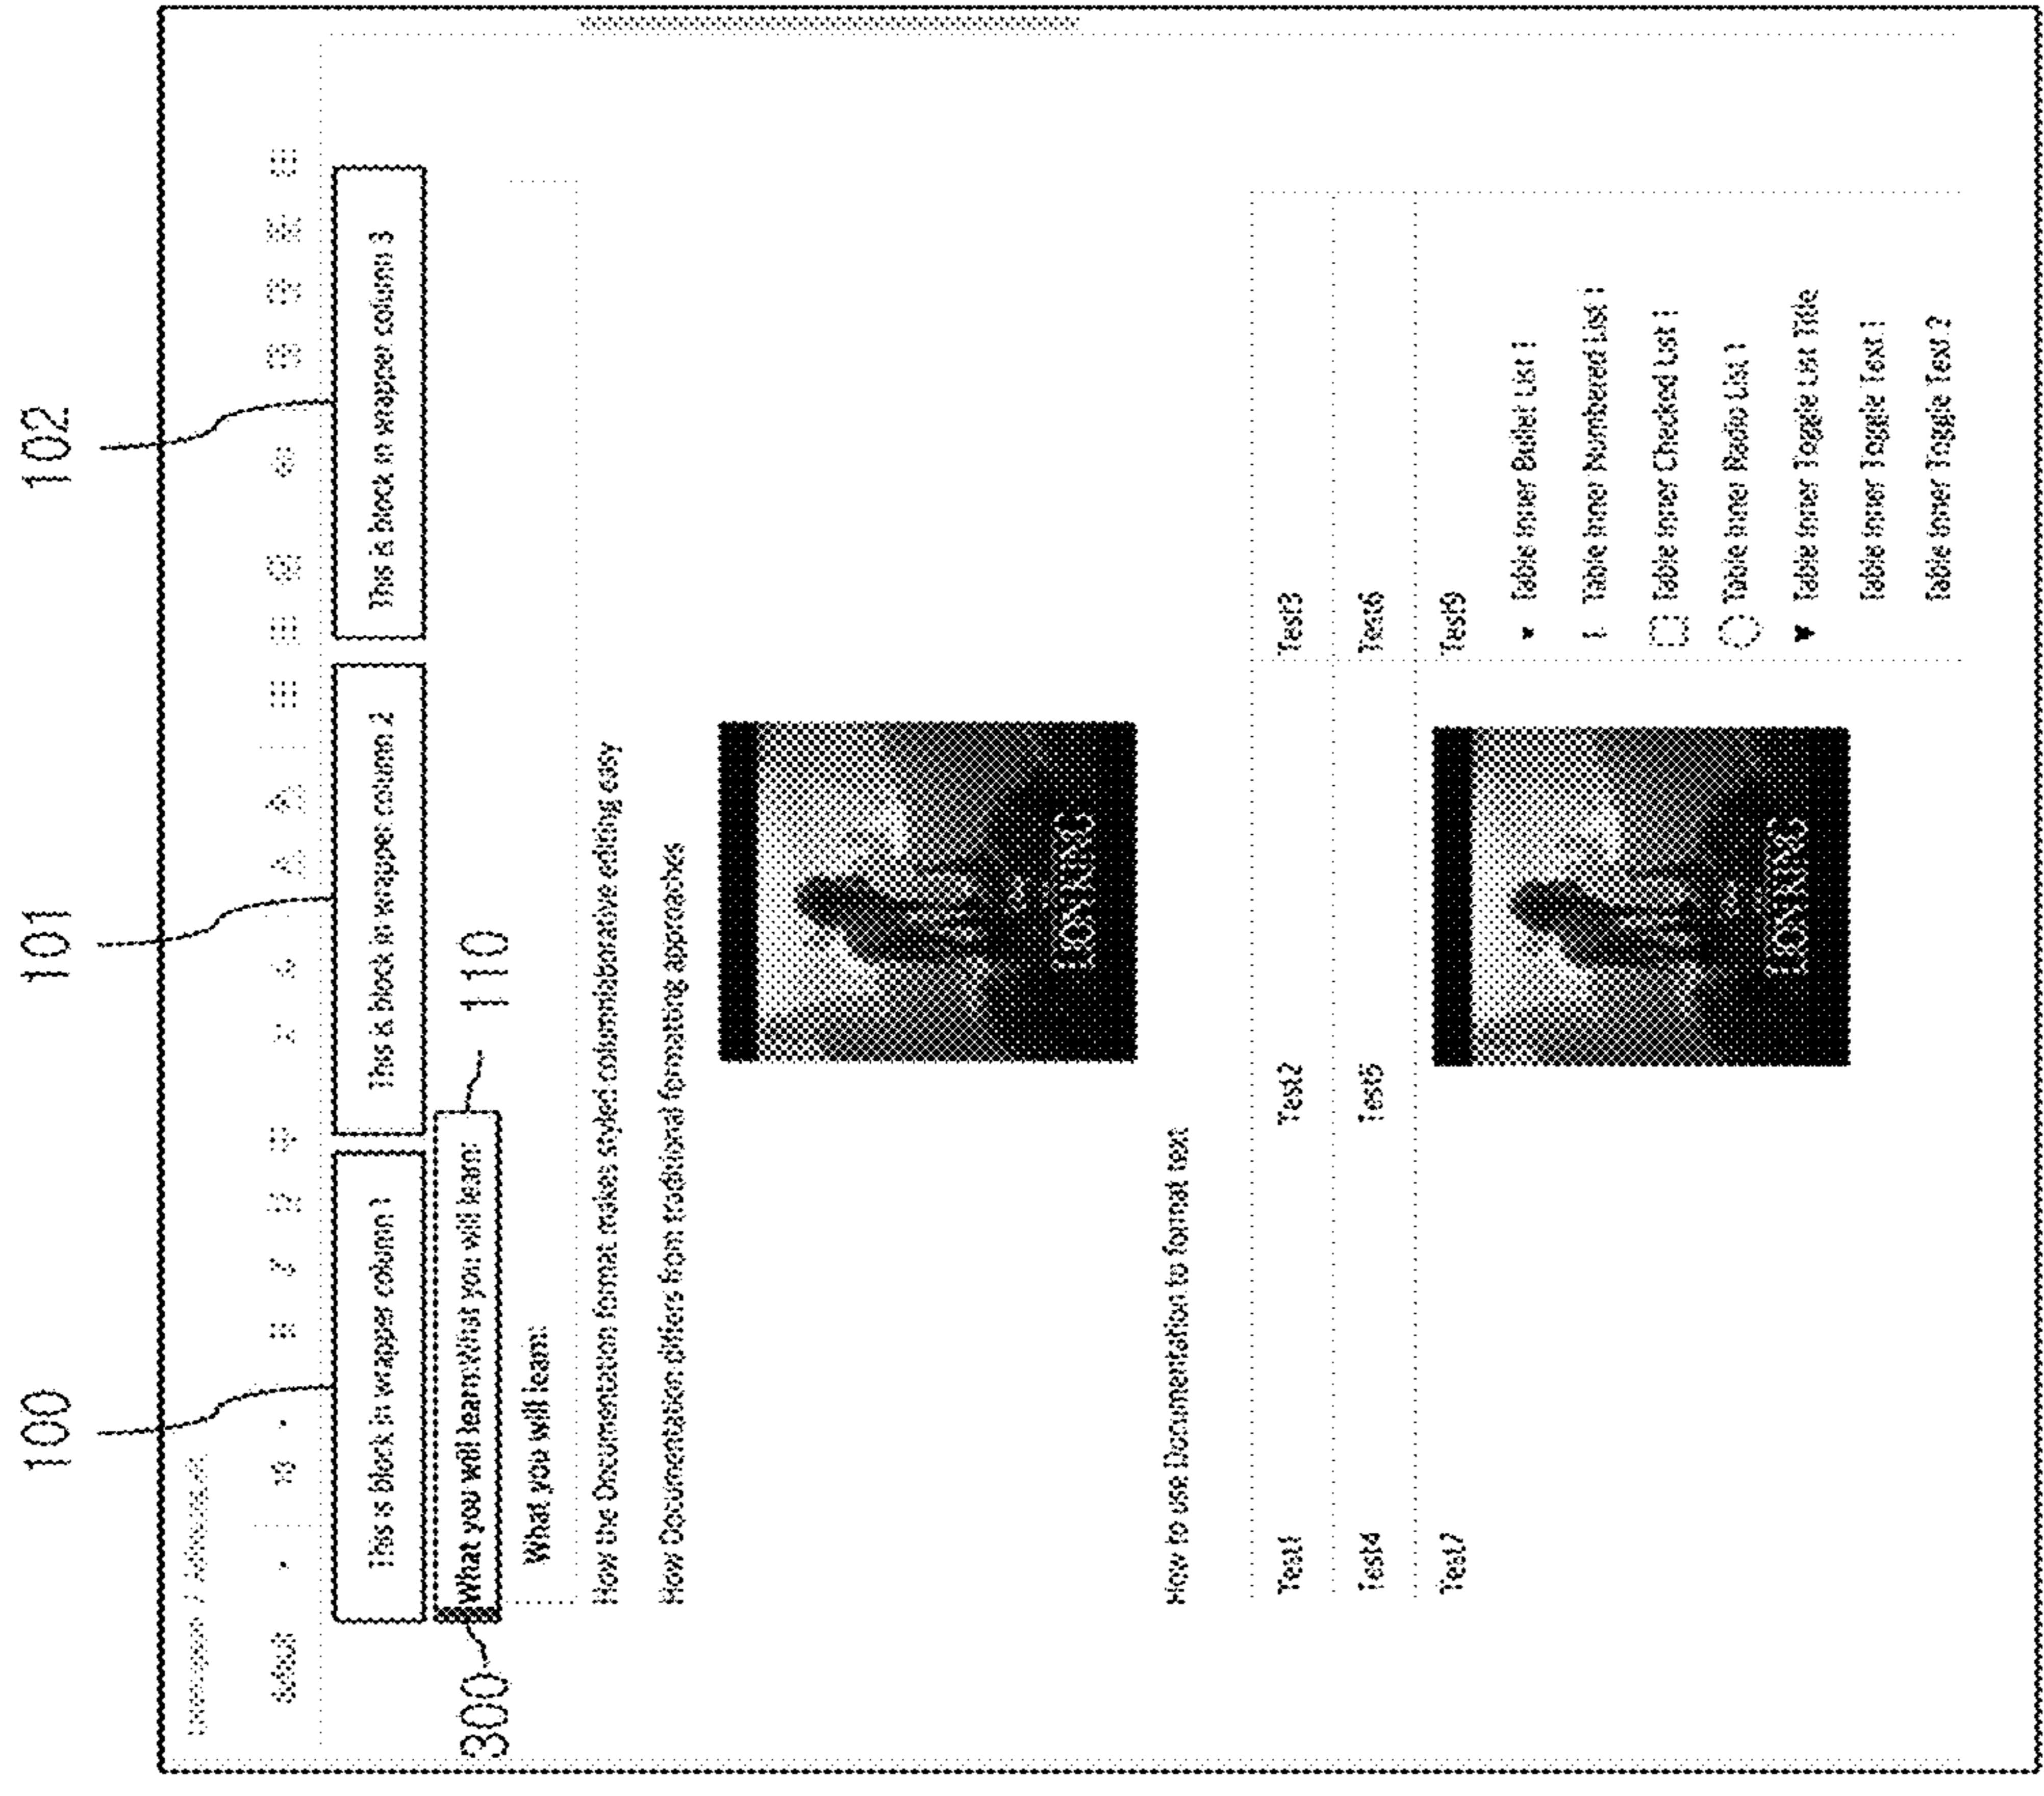 100 101 102
default 16
This is block in wrapper column 1 This is block in wrapper column 2 This is block in wrapper column 3
300 What you will learnWhat you will learn 110
What you will learn
How the Documentation format makes styled columnlaborative editing easy
How Documentation differs from traditional formatting approaches
How to use Documentation to format text
Test1 Test2 Test3
Test4 Test5 Test6
Test7 Test9
Table Inner Bullet List 1
Table Inner Numbered List 1
Table Inner Checked List 1
Table Inner Radio List 1
Table Inner Toggle List Title
Table Inner Toggle Text 1
Table Inner Toggle Text 2